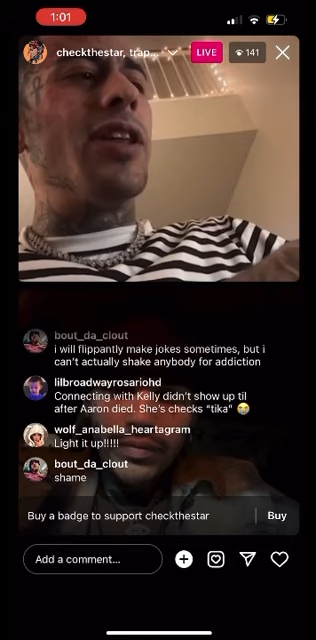 1:01
checkthestar, trap...
LIVE
141
bout_da_clout
i will flippantly make jokes sometimes, but i
can't actually shake anybody for addiction
lilbroadwayrosariohd
Connecting with Kelly didn't show up til
after Aaron died. She's checks "tika" 😭
wolf_anabella_heartagram
Light it up!!!!!
bout_da_clout
shame
Buy a badge to support checkthestar
Buy
Add a comment...